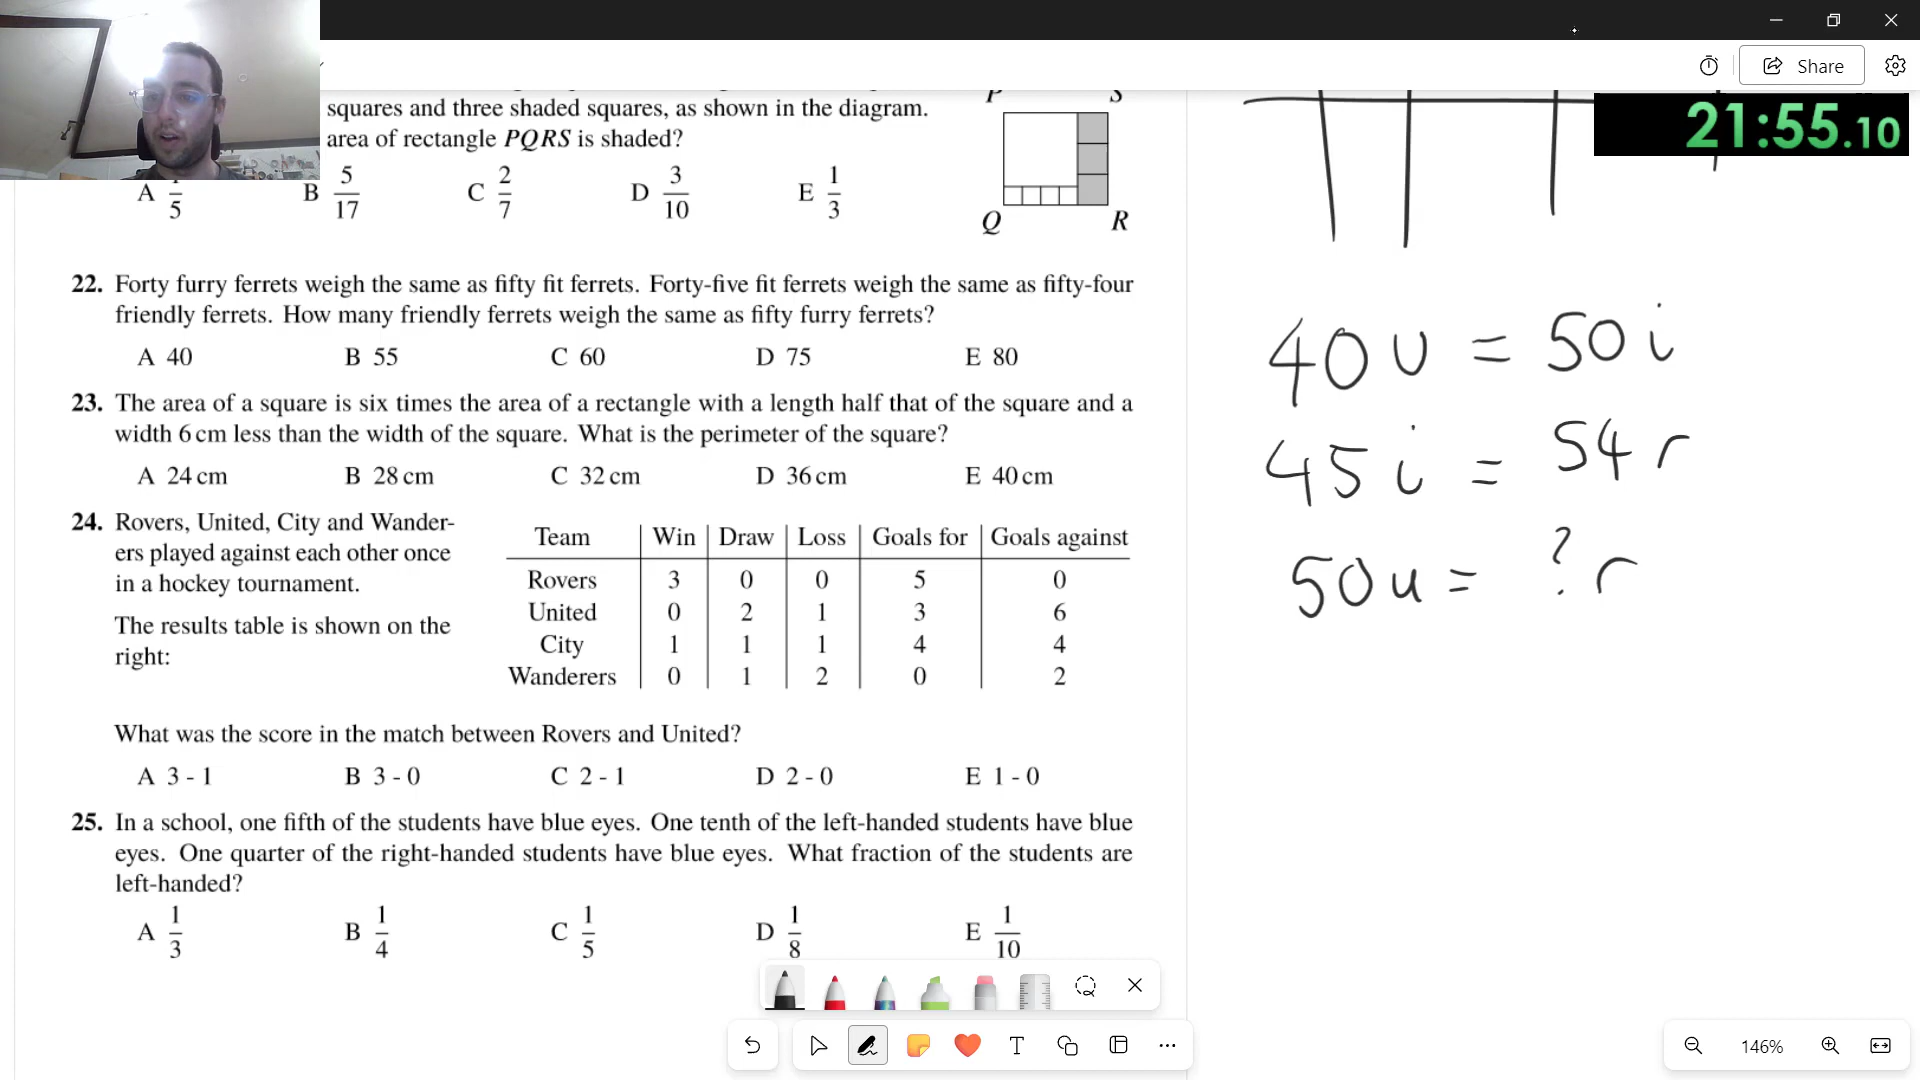 Share
21:55.10
squares and three shaded squares, as shown in the diagram.
area of rectangle PQRS is shaded?
P S
Q R
A 1/5 B 5/17 C 2/7 D 3/10 E 1/3
22. Forty furry ferrets weigh the same as fifty fit ferrets. Forty-five fit ferrets weigh the same as fifty-four
friendly ferrets. How many friendly ferrets weigh the same as fifty furry ferrets?
A 40 B 55 C 60 D 75 E 80
23. The area of a square is six times the area of a rectangle with a length half that of the square and a
width 6 cm less than the width of the square. What is the perimeter of the square?
A 24 cm B 28 cm C 32 cm D 36 cm E 40 cm
24. Rovers, United, City and Wander-
ers played against each other once
in a hockey tournament.
The results table is shown on the
right:
Team Win Draw Loss Goals for Goals against
Rovers 3 0 0 5 0
United 0 2 1 3 6
City 1 1 1 4 4
Wanderers 0 1 2 0 2
What was the score in the match between Rovers and United?
A 3 - 1 B 3 - 0 C 2 - 1 D 2 - 0 E 1 - 0
25. In a school, one fifth of the students have blue eyes. One tenth of the left-handed students have blue
eyes. One quarter of the right-handed students have blue eyes. What fraction of the students are
left-handed?
A 1/3 B 1/4 C 1/5 D 1/8 E 1/10
40u = 50i
45i = 54r
50u = ?r
146%